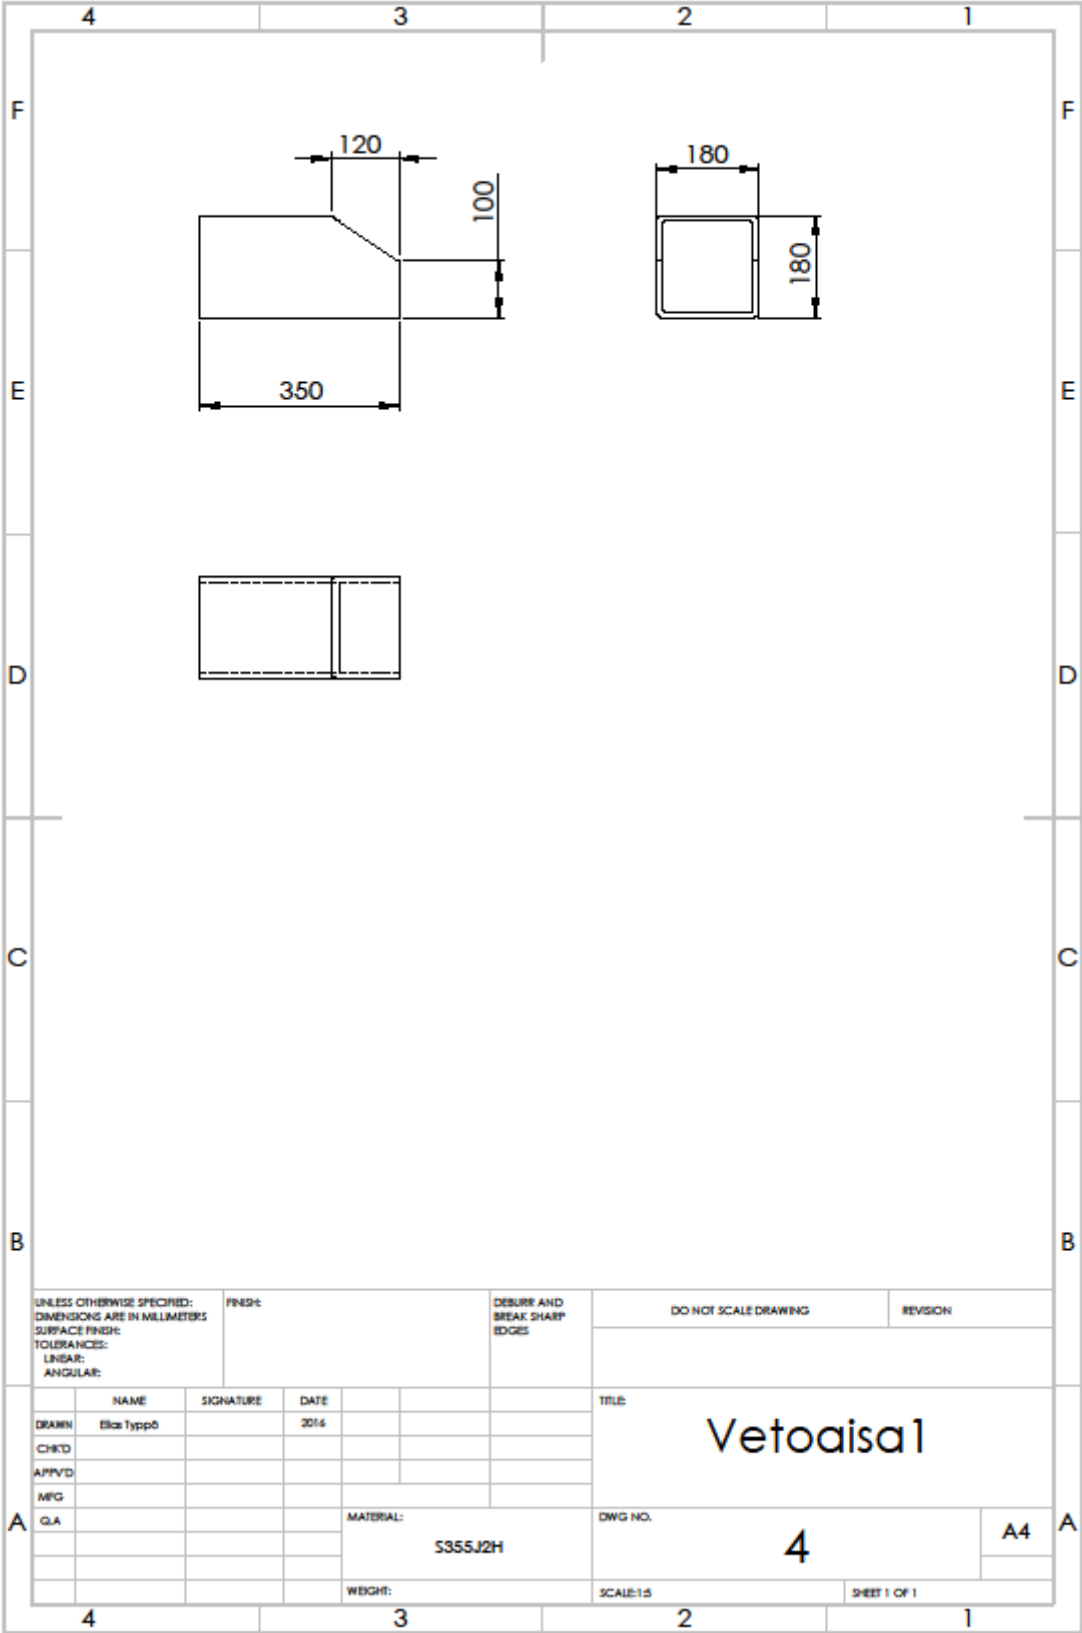 4 3 2 1
F F
120
180
100
180
E E
350
D D
C C
B B
UNLESS OTHERWISE SPECIFIED:
DIMENSIONS ARE IN MILLIMETERS
SURFACE FINISH:
TOLERANCES:
LINEAR:
ANGULAR:
FINISH:
DEBURR AND
BREAK SHARP
EDGES
DO NOT SCALE DRAWING
REVISION
NAME SIGNATURE DATE
DRAWN Elias Typpö 2016
CHK'D
APPV'D
MFG
Q.A
TITLE:
Vetoaisa1
MATERIAL:
S355J2H
DWG NO.
4
A4
A A
WEIGHT:
SCALE:1:5
SHEET 1 OF 1
4 3 2 1